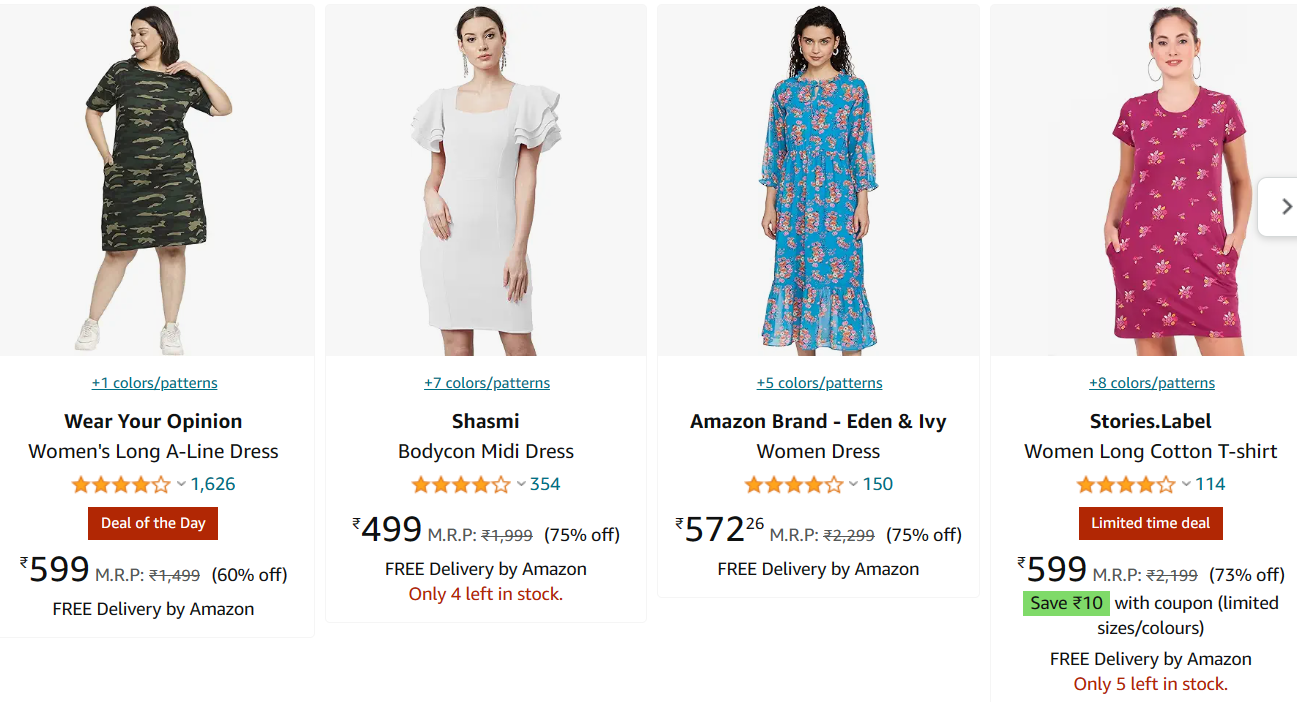 +1 colors/patterns
Wear Your Opinion
Women's Long A-Line Dress
1,626
Deal of the Day
₹599 M.R.P: ₹1,499 (60% off)
FREE Delivery by Amazon
+7 colors/patterns
Shasmi
Bodycon Midi Dress
354
₹499 M.R.P: ₹1,999 (75% off)
FREE Delivery by Amazon
Only 4 left in stock.
+5 colors/patterns
Amazon Brand - Eden & Ivy
Women Dress
150
₹57226 M.R.P: ₹2,299 (75% off)
FREE Delivery by Amazon
+8 colors/patterns
Stories.Label
Women Long Cotton T-shirt
114
Limited time deal
₹599 M.R.P: ₹2,199 (73% off)
Save ₹10 with coupon (limited
sizes/colours)
FREE Delivery by Amazon
Only 5 left in stock.